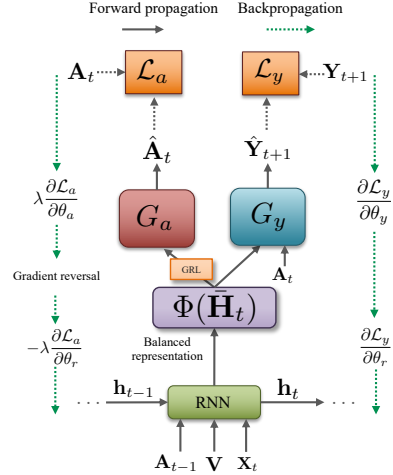 Forward propagation Backpropagation
𝐀_t ℒ_a ℒ_y 𝐘_{t+1}
𝐀̂_t 𝐘̂_{t+1}
λ ∂ℒ_a/∂θ_a G_a G_y ∂ℒ_y/∂θ_y
Gradient reversal GRL 𝐀_t
Φ(𝐇̄_t)
-λ ∂ℒ_a/∂θ_r Balanced representation ∂ℒ_y/∂θ_r
· · · 𝐡_{t−1} RNN 𝐡_t · · ·
𝐀_{t−1} 𝐕 𝐗_t